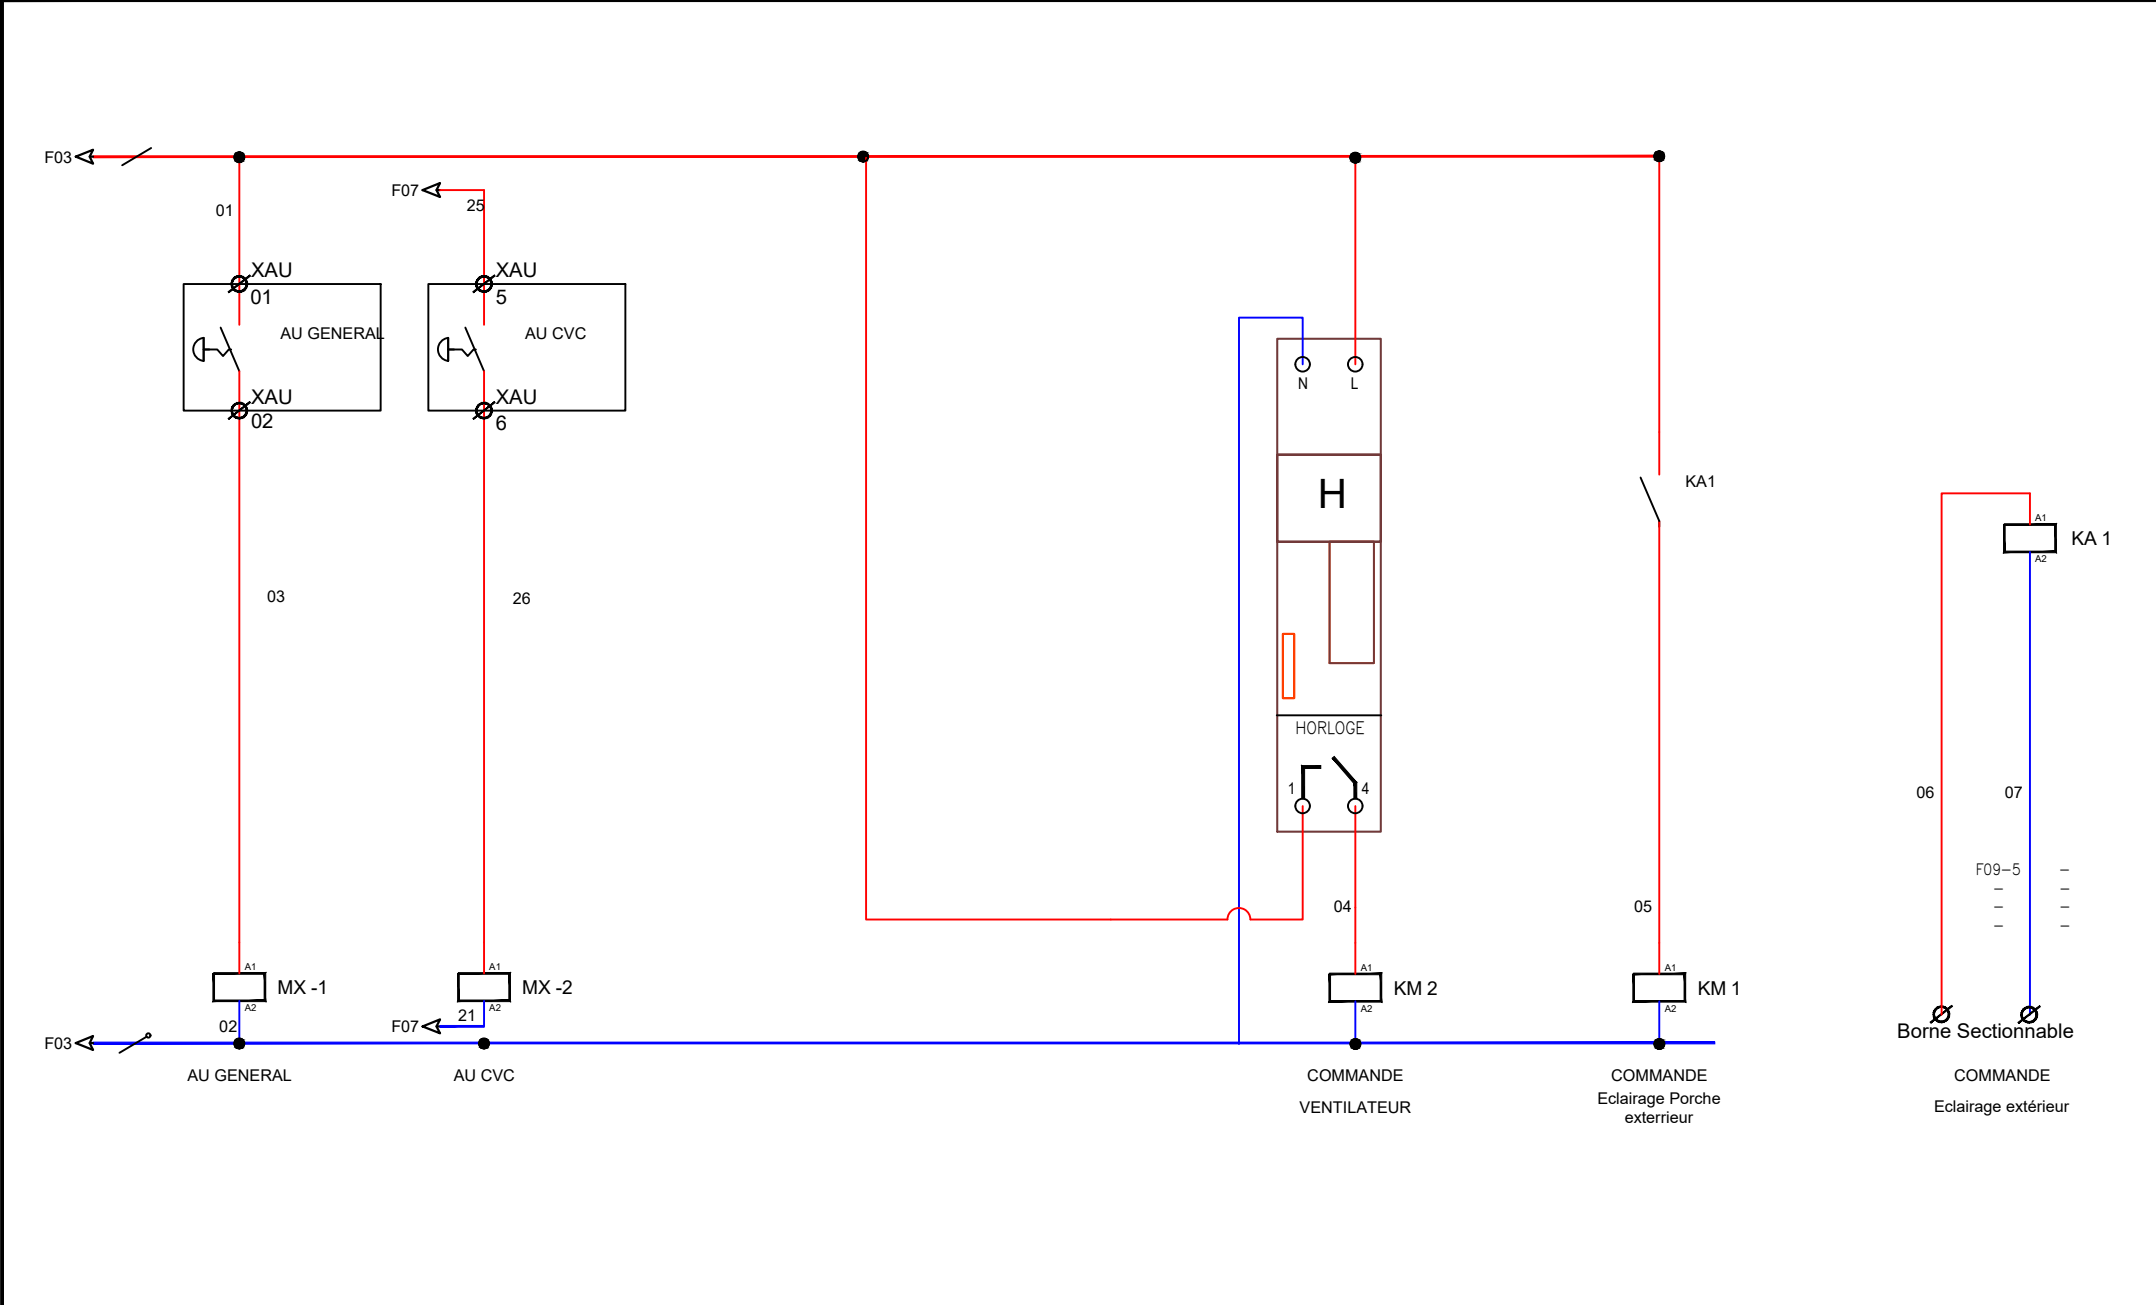 F03
01
F07
25
XAU
01
AU GENERAL
XAU
02
XAU
5
AU CVC
XAU
6
N
L
H
KA1
A1
KA 1
A2
03
26
HORLOGE
1
4
06
07
F09-5
04
05
A1
MX -1
A2
02
A1
MX -2
A2
21
F07
A1
KM 2
A2
A1
KM 1
A2
Borne Sectionnable
F03
AU GENERAL
AU CVC
COMMANDE
VENTILATEUR
COMMANDE
Eclairage Porche
exterrieur
COMMANDE
Eclairage extérieur